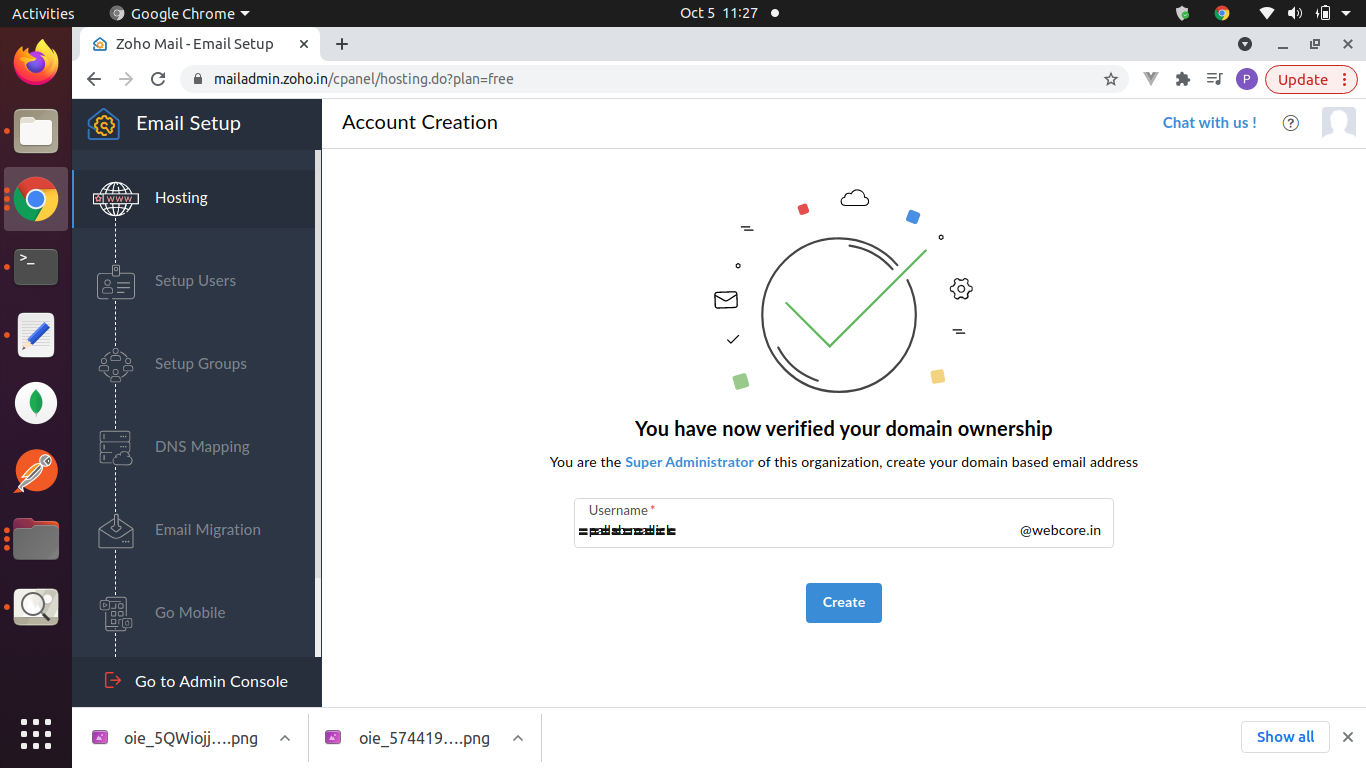 Activities
Google Chrome
Oct 5 11:27
Zoho Mail - Email Setup
mailadmin.zoho.in/cpanel/hosting.do?plan=free
P
Update
Email Setup
Account Creation
Chat with us !
?
www
Hosting
Setup Users
Setup Groups
DNS Mapping
Email Migration
Go Mobile
Go to Admin Console
You have now verified your domain ownership
You are the Super Administrator of this organization, create your domain based email address
Username *
@webcore.in
Create
oie_5QWiojj....png
oie_574419....png
Show all